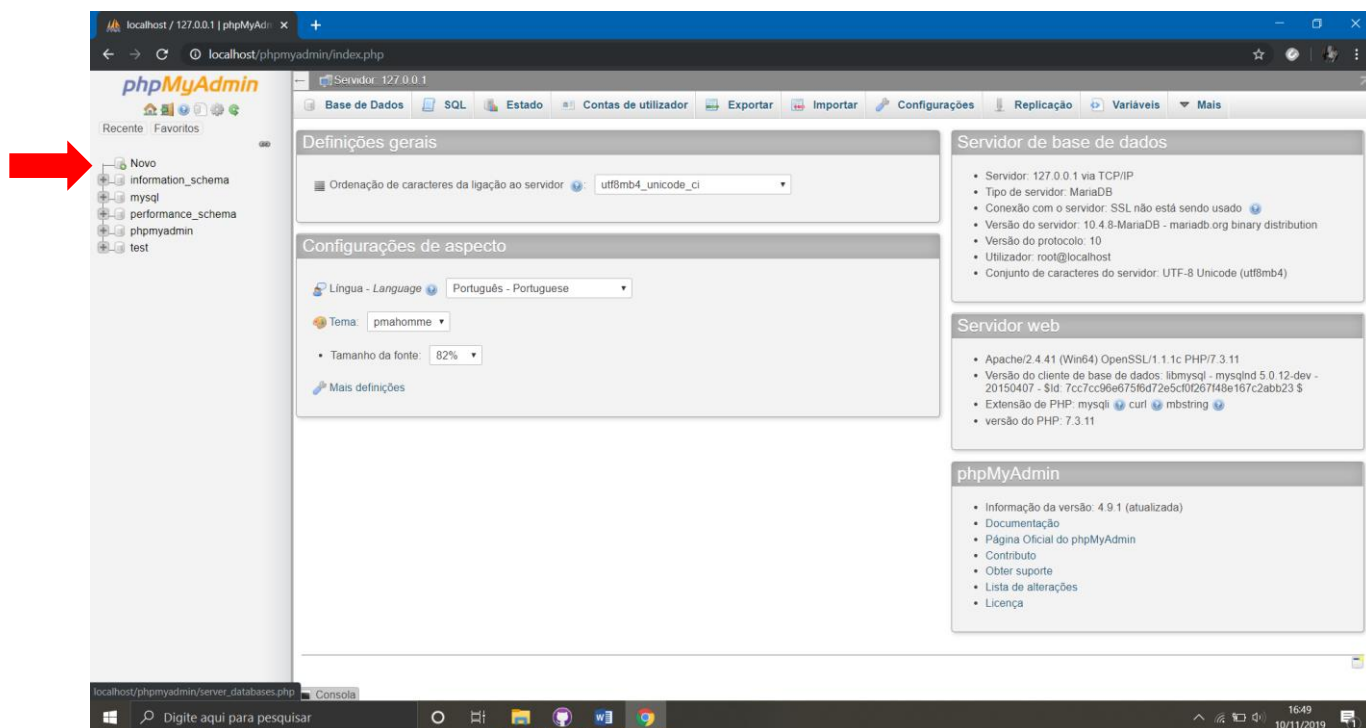 localhost / 127.0.0.1 | phpMyAdm
localhost/phpmyadmin/index.php
phpMyAdmin
Recente Favoritos
Novo
information_schema
mysql
performance_schema
phpmyadmin
test
Servidor: 127.0.0.1
Base de Dados SQL Estado Contas de utilizador Exportar Importar Configurações Replicação Variáveis Mais
Definições gerais
Ordenação de caracteres da ligação ao servidor : utf8mb4_unicode_ci
Configurações de aspecto
Língua - Language Português - Portuguese
Tema: pmahomme
Tamanho da fonte: 82%
Mais definições
Servidor de base de dados
Servidor: 127.0.0.1 via TCP/IP
Tipo de servidor: MariaDB
Conexão com o servidor: SSL não está sendo usado
Versão do servidor: 10.4.8-MariaDB - mariadb.org binary distribution
Versão do protocolo: 10
Utilizador: root@localhost
Conjunto de caracteres do servidor: UTF-8 Unicode (utf8mb4)
Servidor web
Apache/2.4.41 (Win64) OpenSSL/1.1.1c PHP/7.3.11
Versão do cliente de base de dados: libmysql - mysqlnd 5.0.12-dev -
20150407 - $Id: 7cc7cc96e675f6d72e5cf0f267f48e167c2abb23 $
Extensão de PHP: mysqli curl mbstring
versão do PHP: 7.3.11
phpMyAdmin
Informação da versão: 4.9.1 (atualizada)
Documentação
Página Oficial do phpMyAdmin
Contributo
Obter suporte
Lista de alterações
Licença
localhost/phpmyadmin/server_databases.php
Consola
Digite aqui para pesquisar
16:49
10/11/2019